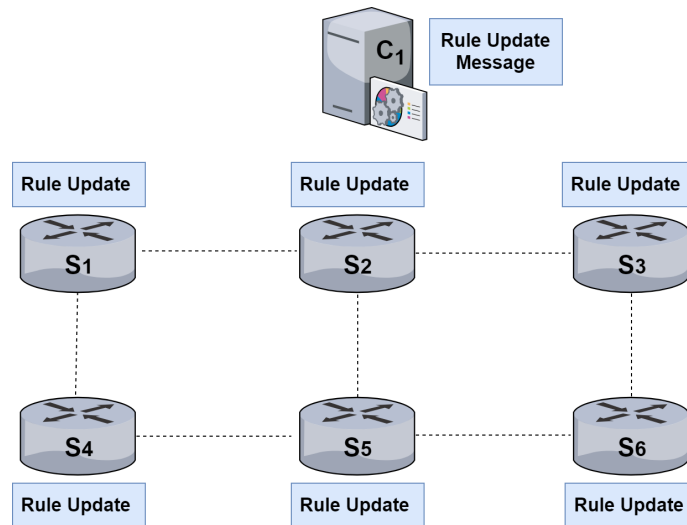 C1
Rule Update
Message
Rule Update
Rule Update
Rule Update
S1
S2
S3
S4
S5
S6
Rule Update
Rule Update
Rule Update